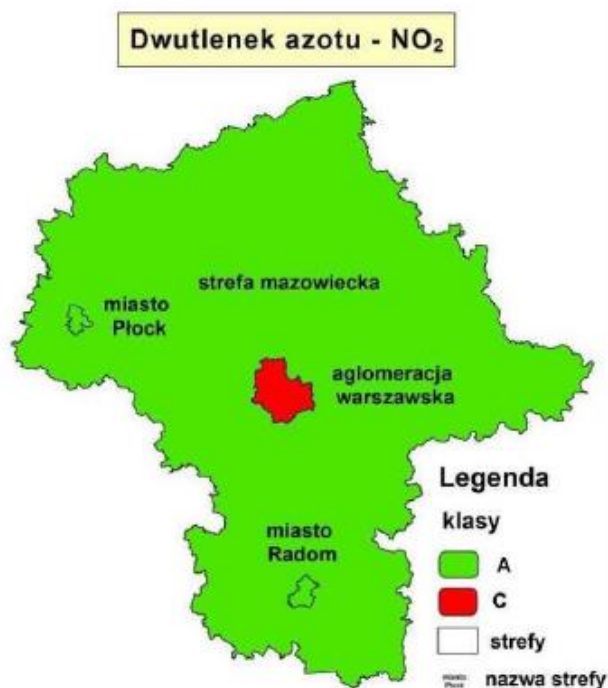 Dwutlenek azotu - NO₂
strefa mazowiecka
miasto
Płock
aglomeracja
warszawska
miasto
Radom
Legenda
klasy
A
C
strefy
nazwa strefy